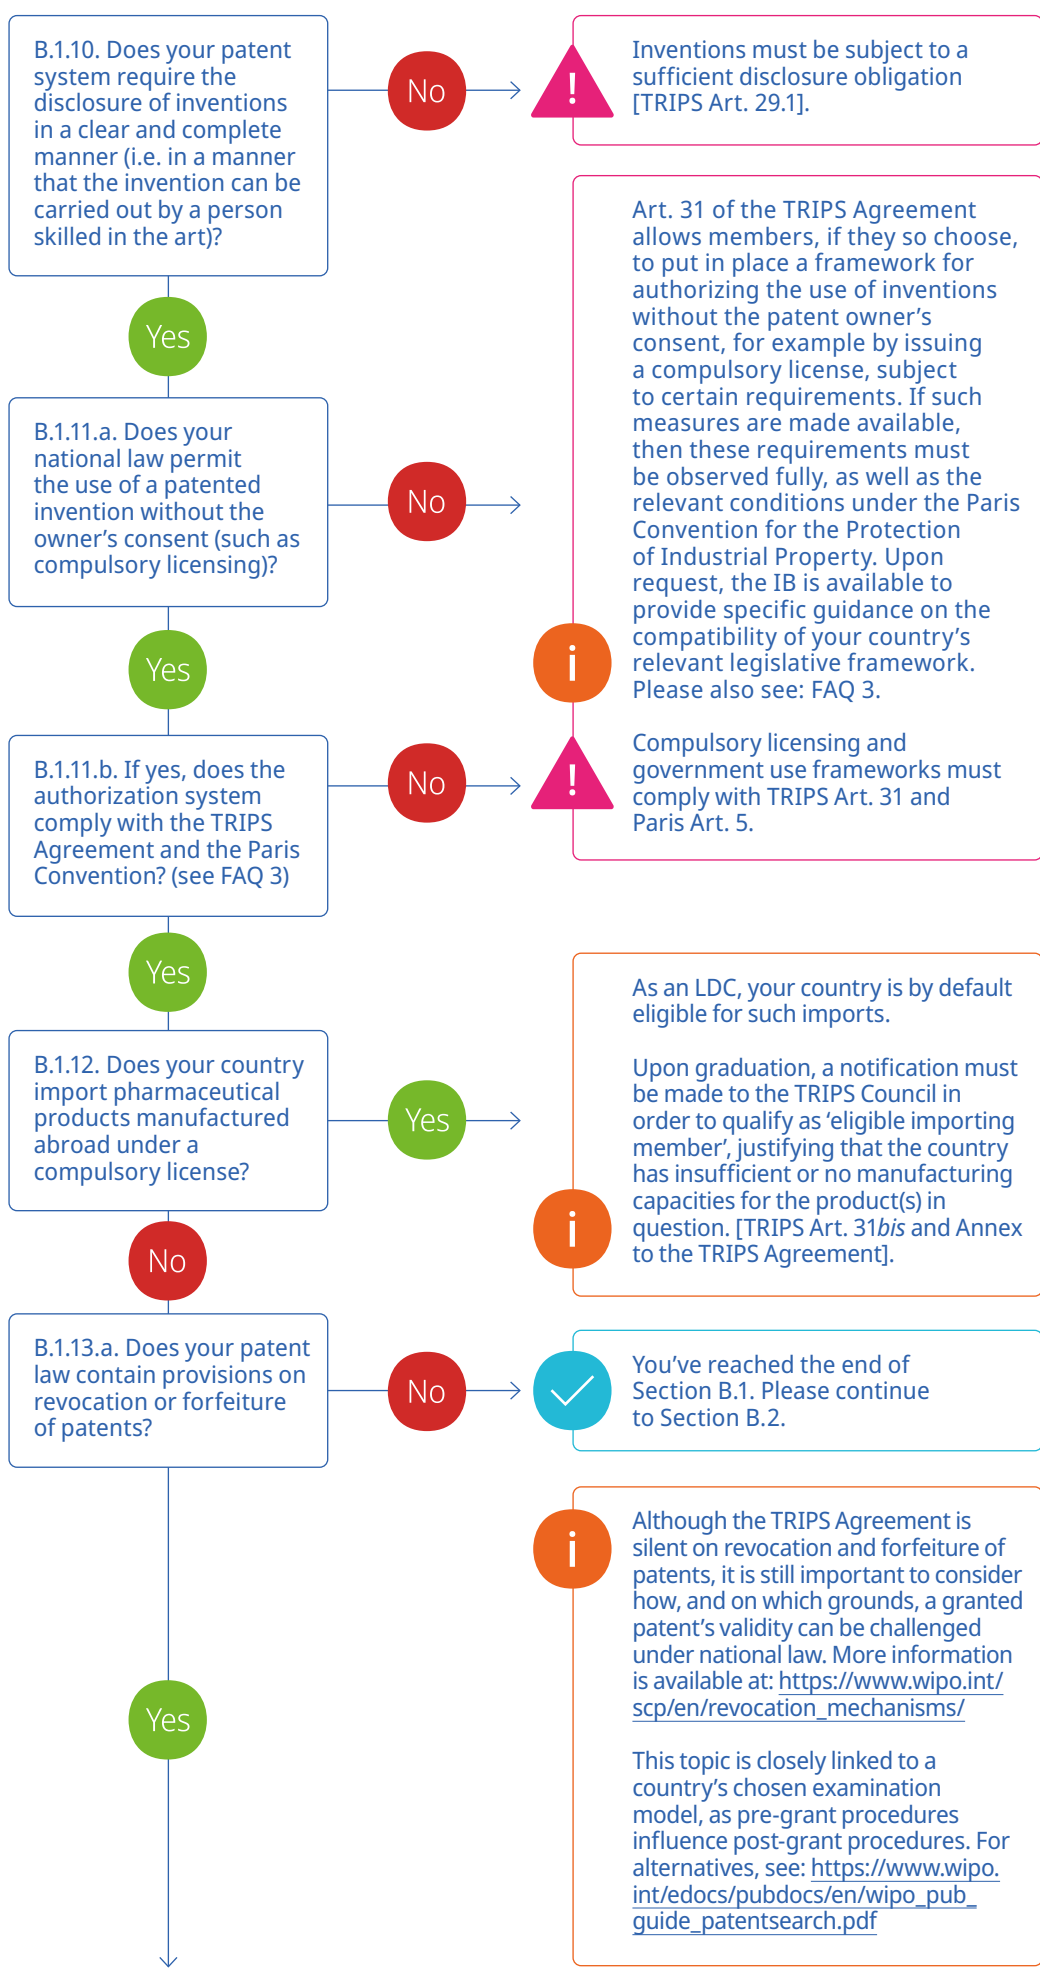 B.1.10. Does your patent
system require the
disclosure of inventions
in a clear and complete
manner (i.e. in a manner
that the invention can be
carried out by a person
skilled in the art)?
No
!
Inventions must be subject to a
sufficient disclosure obligation
[TRIPS Art. 29.1].
Yes
B.1.11.a. Does your
national law permit
the use of a patented
invention without the
owner’s consent (such as
compulsory licensing)?
No
Art. 31 of the TRIPS Agreement
allows members, if they so choose,
to put in place a framework for
authorizing the use of inventions
without the patent owner’s
consent, for example by issuing
a compulsory license, subject
to certain requirements. If such
measures are made available,
then these requirements must
be observed fully, as well as the
relevant conditions under the Paris
Convention for the Protection
of Industrial Property. Upon
request, the IB is available to
provide specific guidance on the
compatibility of your country’s
relevant legislative framework.
Please also see: FAQ 3.
i
Yes
B.1.11.b. If yes, does the
authorization system
comply with the TRIPS
Agreement and the Paris
Convention? (see FAQ 3)
No
!
Compulsory licensing and
government use frameworks must
comply with TRIPS Art. 31 and
Paris Art. 5.
Yes
B.1.12. Does your country
import pharmaceutical
products manufactured
abroad under a
compulsory license?
Yes
As an LDC, your country is by default
eligible for such imports.
Upon graduation, a notification must
be made to the TRIPS Council in
order to qualify as ‘eligible importing
member’, justifying that the country
has insufficient or no manufacturing
capacities for the product(s) in
question. [TRIPS Art. 31bis and Annex
to the TRIPS Agreement].
i
No
B.1.13.a. Does your patent
law contain provisions on
revocation or forfeiture
of patents?
No
You’ve reached the end of
Section B.1. Please continue
to Section B.2.
i
Although the TRIPS Agreement is
silent on revocation and forfeiture of
patents, it is still important to consider
how, and on which grounds, a granted
patent’s validity can be challenged
under national law. More information
is available at: https://www.wipo.int/
scp/en/revocation_mechanisms/
This topic is closely linked to a
country’s chosen examination
model, as pre-grant procedures
influence post-grant procedures. For
alternatives, see: https://www.wipo.
int/edocs/pubdocs/en/wipo_pub_
guide_patentsearch.pdf
Yes